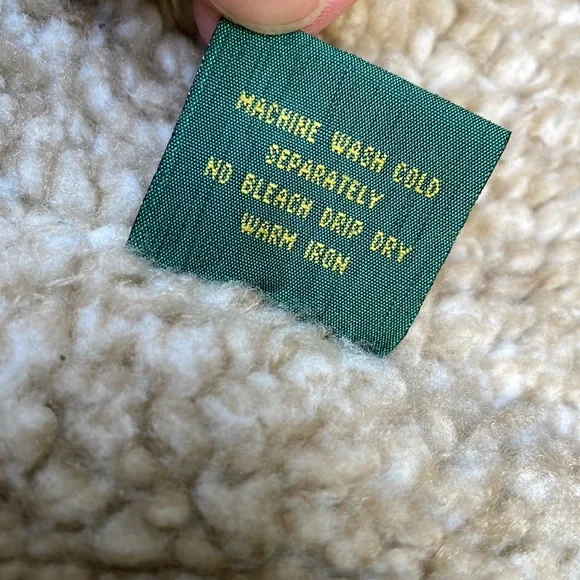 MACHINE WASH COLD
SEPARATELY
NO BLEACH DRIP DRY
WARM IRON